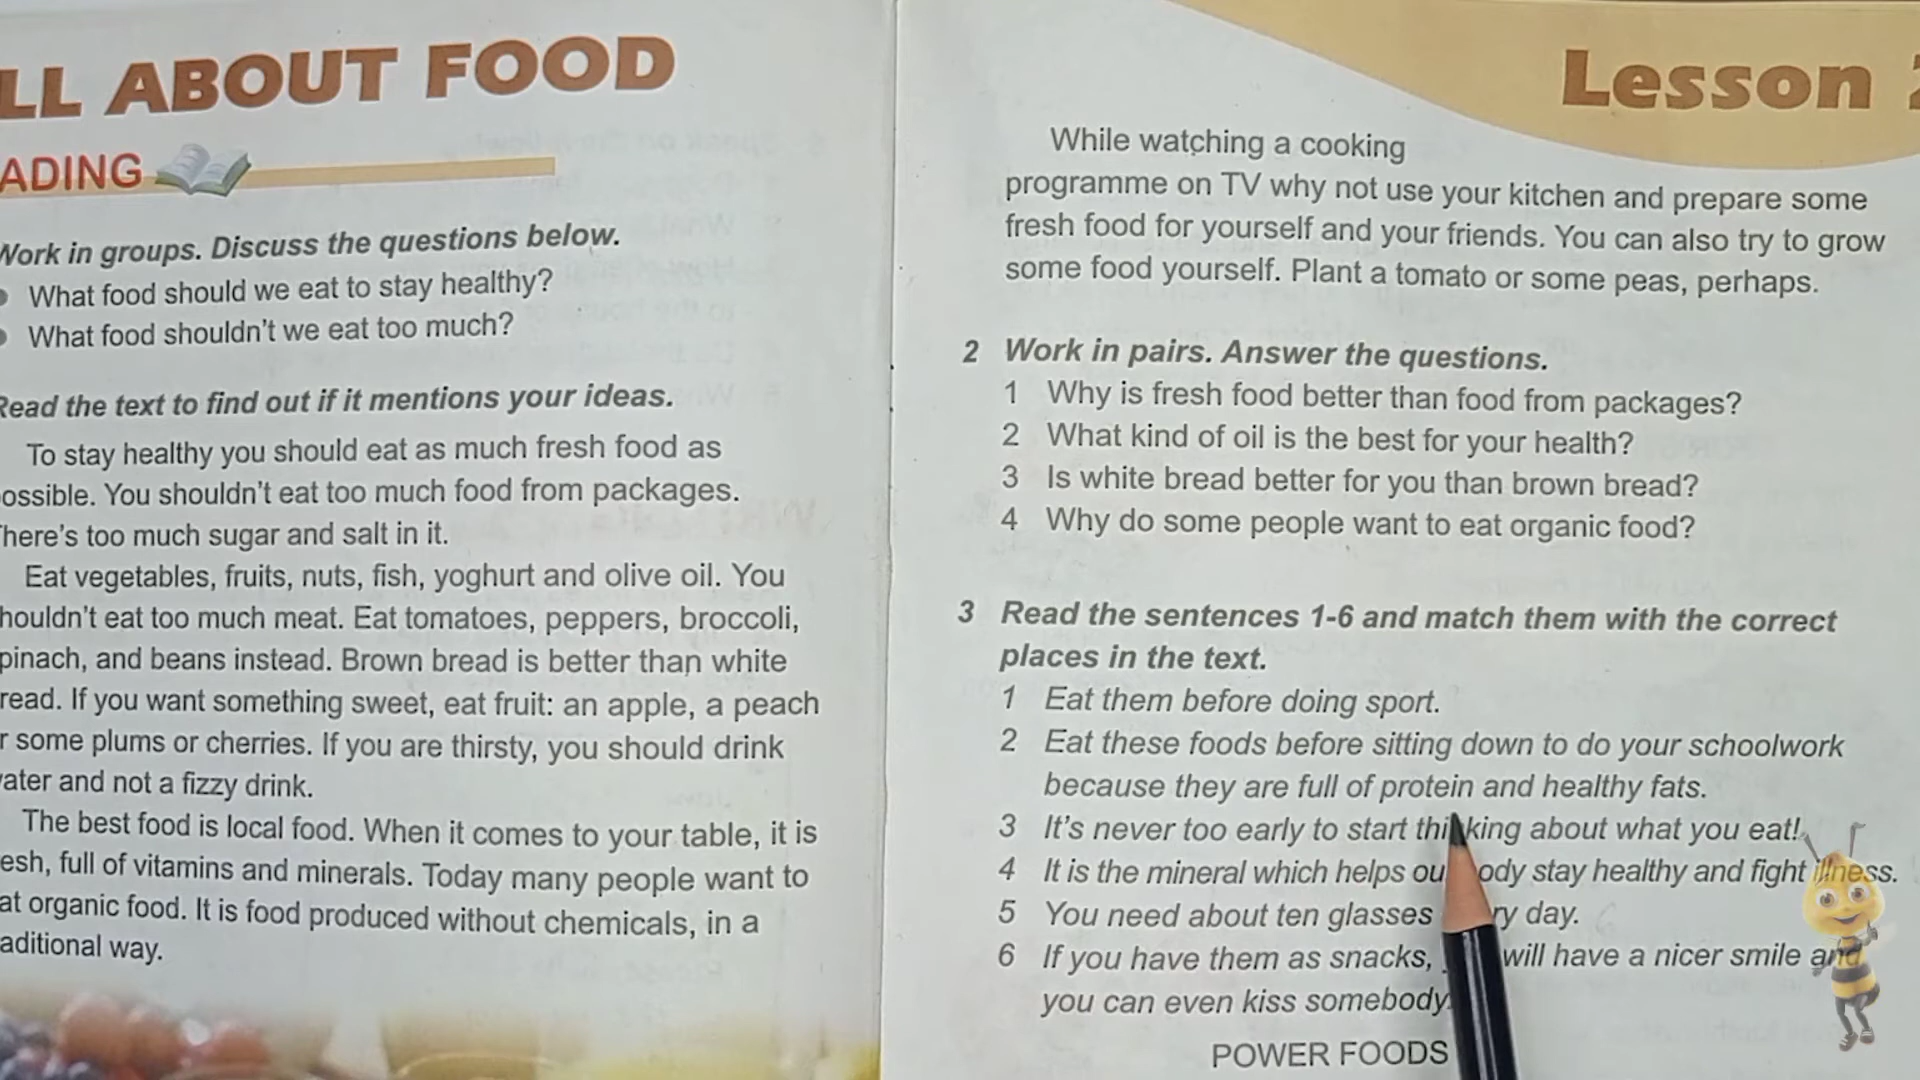 LL ABOUT FOOD
ADING
Work in groups. Discuss the questions below.
What food should we eat to stay healthy?
What food shouldn't we eat too much?
Read the text to find out if it mentions your ideas.
To stay healthy you should eat as much fresh food as
ossible. You shouldn't eat too much food from packages.
here's too much sugar and salt in it.
Eat vegetables, fruits, nuts, fish, yoghurt and olive oil. You
houldn't eat too much meat. Eat tomatoes, peppers, broccoli,
pinach, and beans instead. Brown bread is better than white
read. If you want something sweet, eat fruit: an apple, a peach
r some plums or cherries. If you are thirsty, you should drink
ater and not a fizzy drink.
The best food is local food. When it comes to your table, it is
esh, full of vitamins and minerals. Today many people want to
at organic food. It is food produced without chemicals, in a
aditional way.
Lesson
While watching a cooking
programme on TV why not use your kitchen and prepare some
fresh food for yourself and your friends. You can also try to grow
some food yourself. Plant a tomato or some peas, perhaps.
2 Work in pairs. Answer the questions.
1 Why is fresh food better than food from packages?
2 What kind of oil is the best for your health?
3 Is white bread better for you than brown bread?
4 Why do some people want to eat organic food?
3 Read the sentences 1-6 and match them with the correct
places in the text.
1 Eat them before doing sport.
2 Eat these foods before sitting down to do your schoolwork
because they are full of protein and healthy fats.
3 It's never too early to start thinking about what you eat!
4 It is the mineral which helps ou ody stay healthy and fight illness.
5 You need about ten glasses ry day.
6 If you have them as snacks, will have a nicer smile and
you can even kiss somebody
POWER FOODS